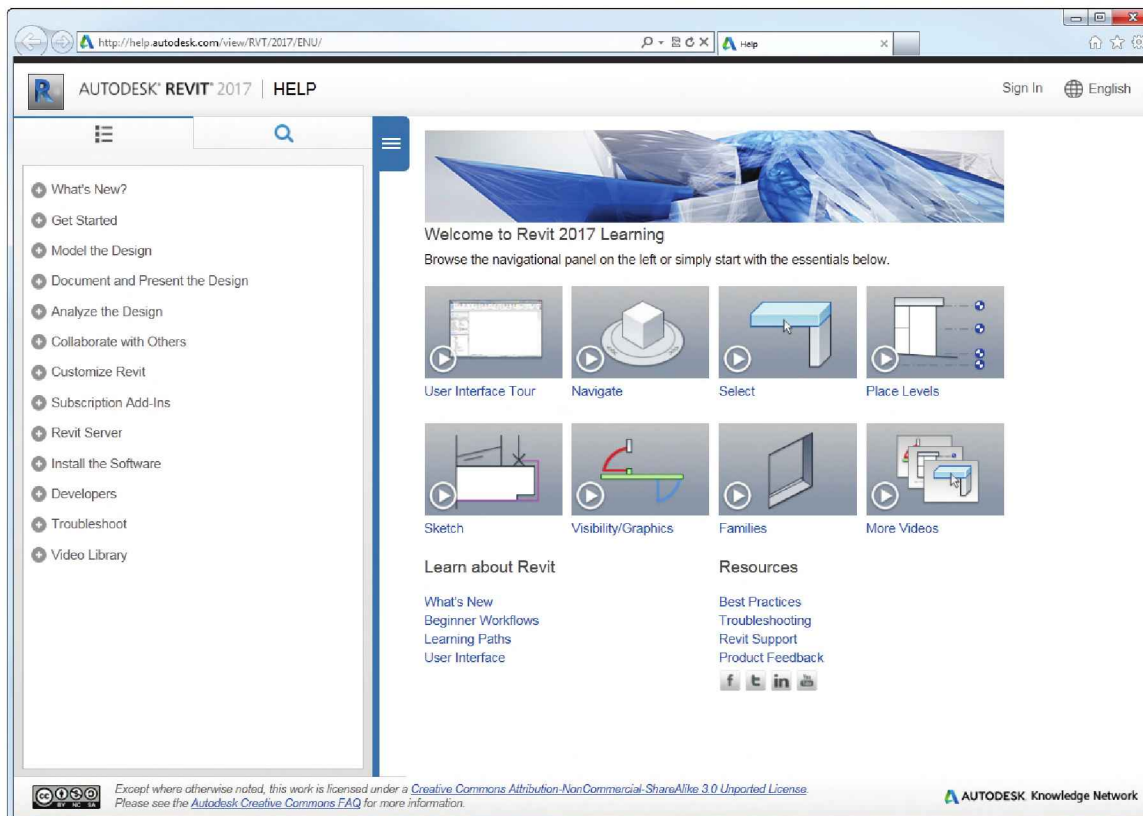 http://help.autodesk.com/view/RVT/2017/ENU/
Help
AUTODESK® REVIT® 2017 | HELP
Sign In
English
What's New?
Get Started
Model the Design
Document and Present the Design
Analyze the Design
Collaborate with Others
Customize Revit
Subscription Add-Ins
Revit Server
Install the Software
Developers
Troubleshoot
Video Library
Welcome to Revit 2017 Learning
Browse the navigational panel on the left or simply start with the essentials below.
User Interface Tour
Navigate
Select
Place Levels
Sketch
Visibility/Graphics
Families
More Videos
Learn about Revit
What's New
Beginner Workflows
Learning Paths
User Interface
Resources
Best Practices
Troubleshooting
Revit Support
Product Feedback
BY NC SA
Except where otherwise noted, this work is licensed under a Creative Commons Attribution-NonCommercial-ShareAlike 3.0 Unported License.
Please see the Autodesk Creative Commons FAQ for more information.
AUTODESK Knowledge Network